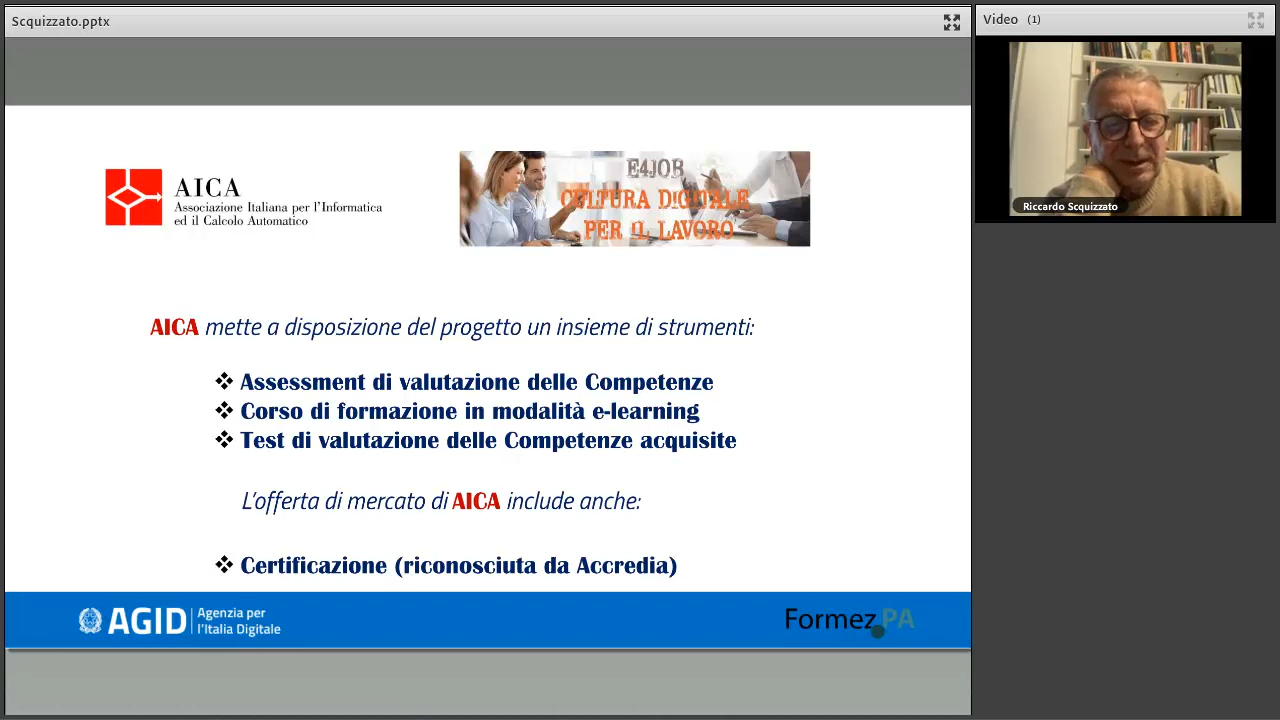 Scquizzato.pptx
Video (1)
Riccardo Scquizzato
AICA
Associazione Italiana per l'Informatica
ed il Calcolo Automatico
E4JOB
CULTURA DIGITALE
PER IL LAVORO
AICA mette a disposizione del progetto un insieme di strumenti:
❖ Assessment di valutazione delle Competenze
❖ Corso di formazione in modalità e-learning
❖ Test di valutazione delle Competenze acquisite
L'offerta di mercato di AICA include anche:
❖ Certificazione (riconosciuta da Accredia)
AGID Agenzia per
l'Italia Digitale
Formez PA